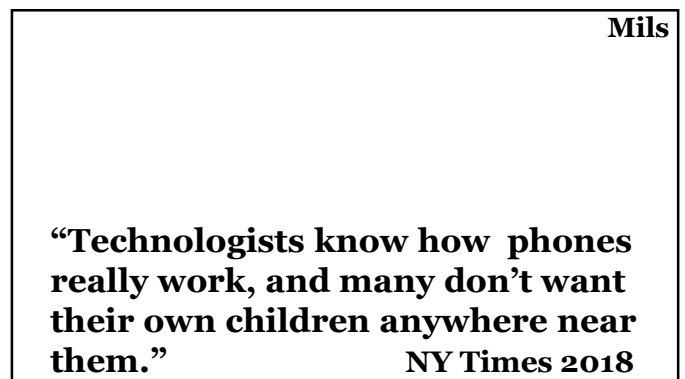 Mils
“Technologists know how phones
really work, and many don’t want
their own children anywhere near
them.” NY Times 2018